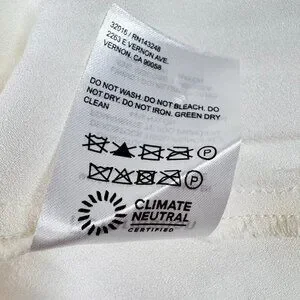 32016 / RN143248
2263 E VERNON AVE.
VERNON, CA 90058
DO NOT WASH. DO NOT BLEACH. DO
NOT DRY. DO NOT IRON. GREEN DRY
CLEAN
P
P
CLIMATE
NEUTRAL
CERTIFIED